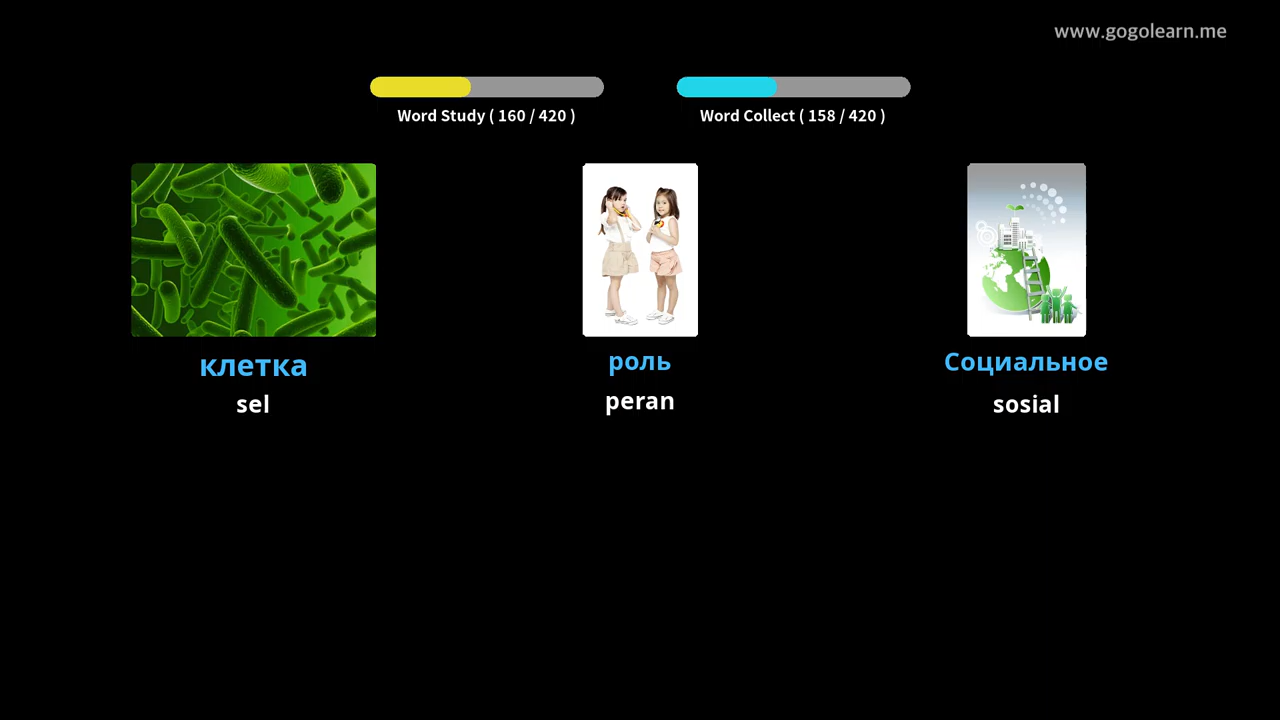 www.gogolearn.me
Word Study ( 160 / 420 )
Word Collect ( 158 / 420 )
клетка
sel
роль
peran
Социальное
sosial